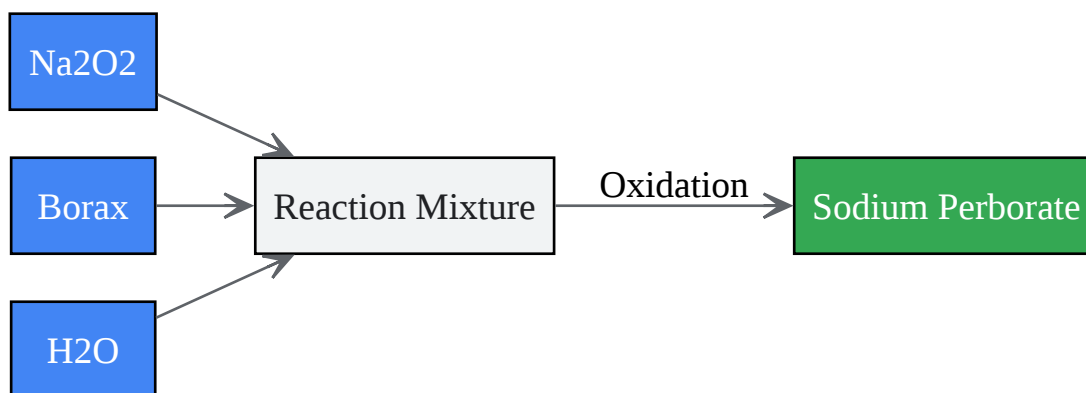 Na2O2
Borax
H2O
Reaction Mixture
Oxidation
Sodium Perborate